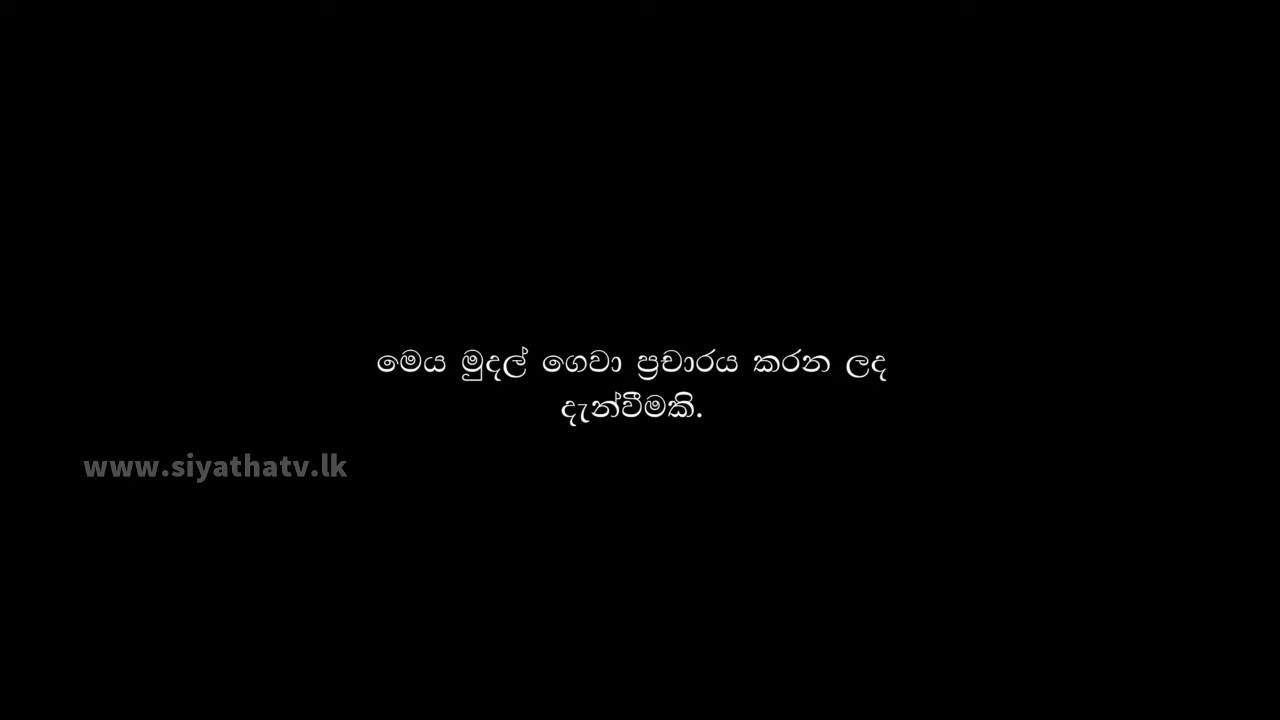 මෙය මුදල් ගෙවා ප්‍රචාරය කරන ලද
දැන්වීමකි.
www.siyathatv.lk